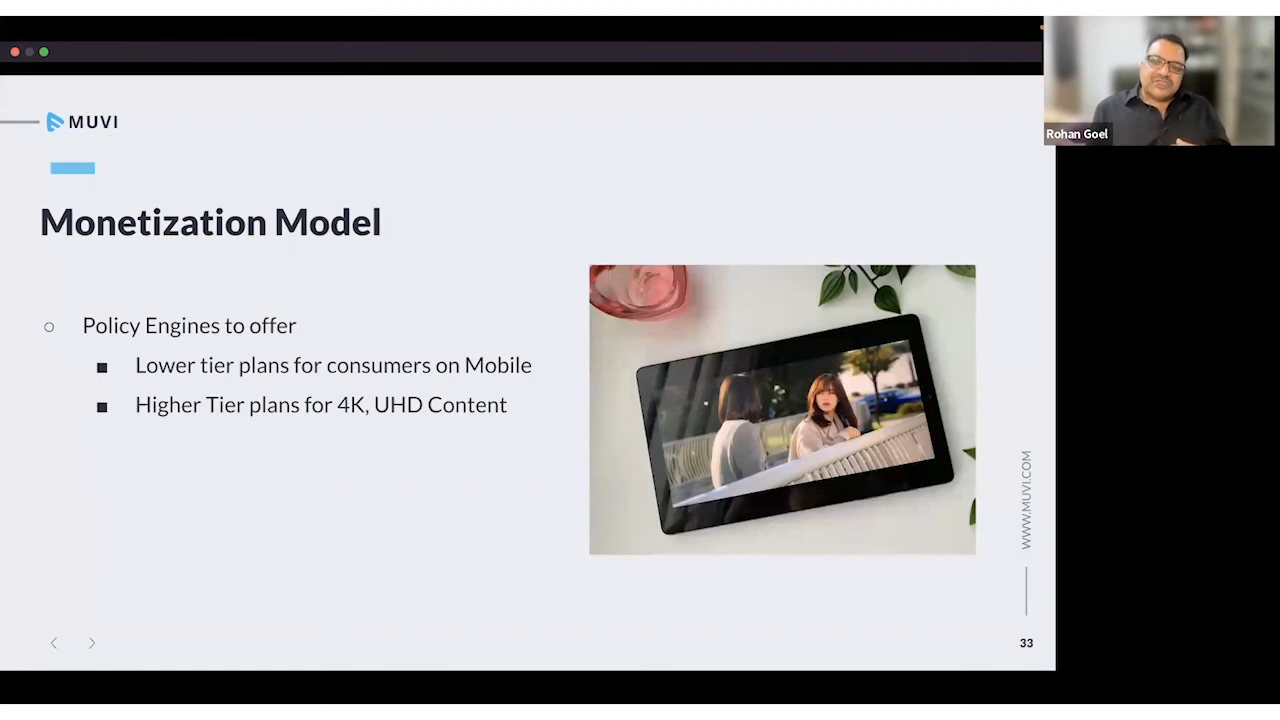 MUVI
Rohan Goel
Monetization Model
○ Policy Engines to offer
■ Lower tier plans for consumers on Mobile
■ Higher Tier plans for 4K, UHD Content
WWW.MUVI.COM
33